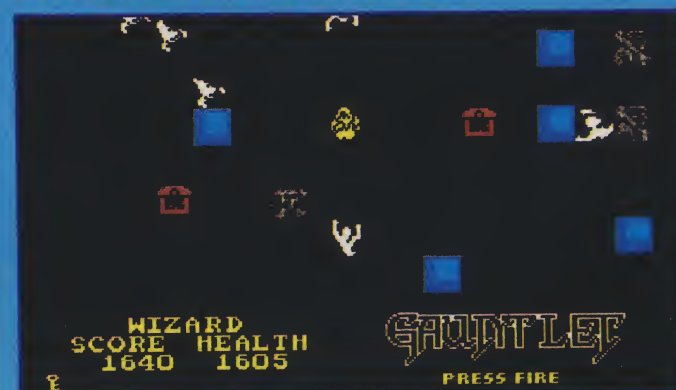 WIZARD
SCORE HEALTH
1640 1605
GAUNTLET
PRESS FIRE